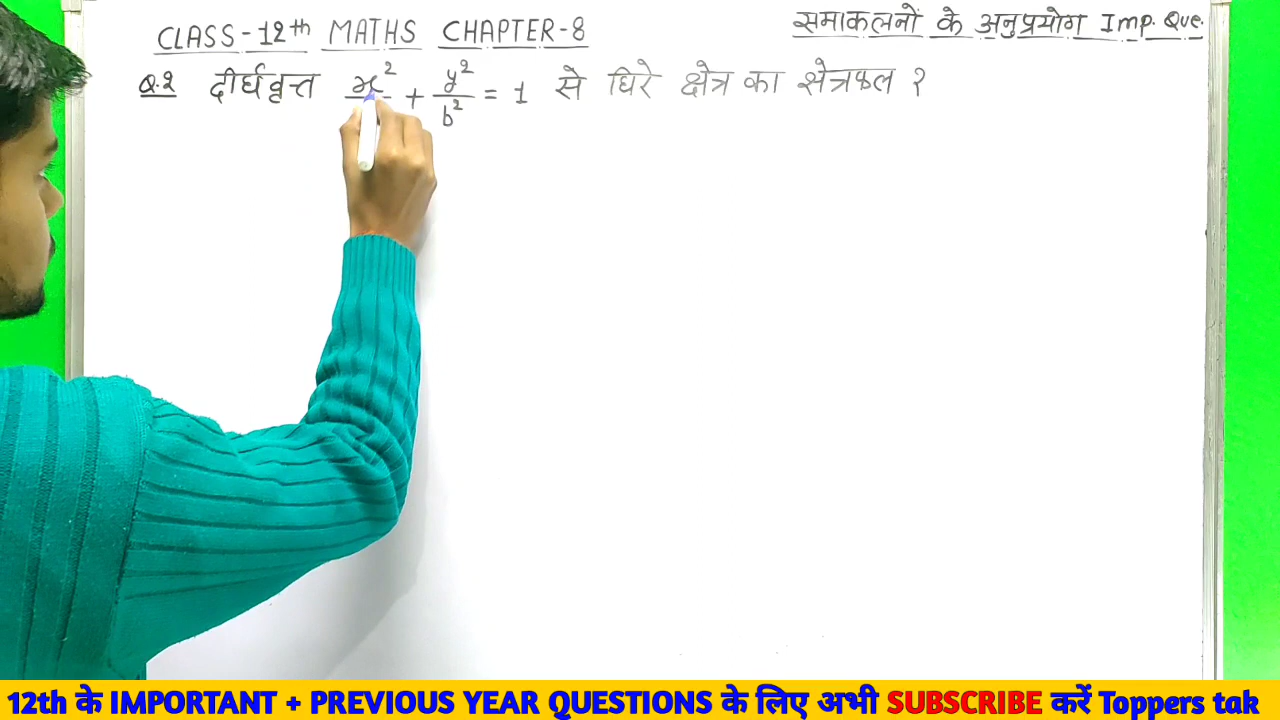 CLASS-12th MATHS CHAPTER-8
समाकलनों के अनुप्रयोग Imp. Que.
Q.2 दीर्घवृत्त x²/ + y²/b² = 1 से घिरे क्षेत्र का क्षेत्रफल ?
12th के IMPORTANT + PREVIOUS YEAR QUESTIONS के लिए अभी SUBSCRIBE करें Toppers tak